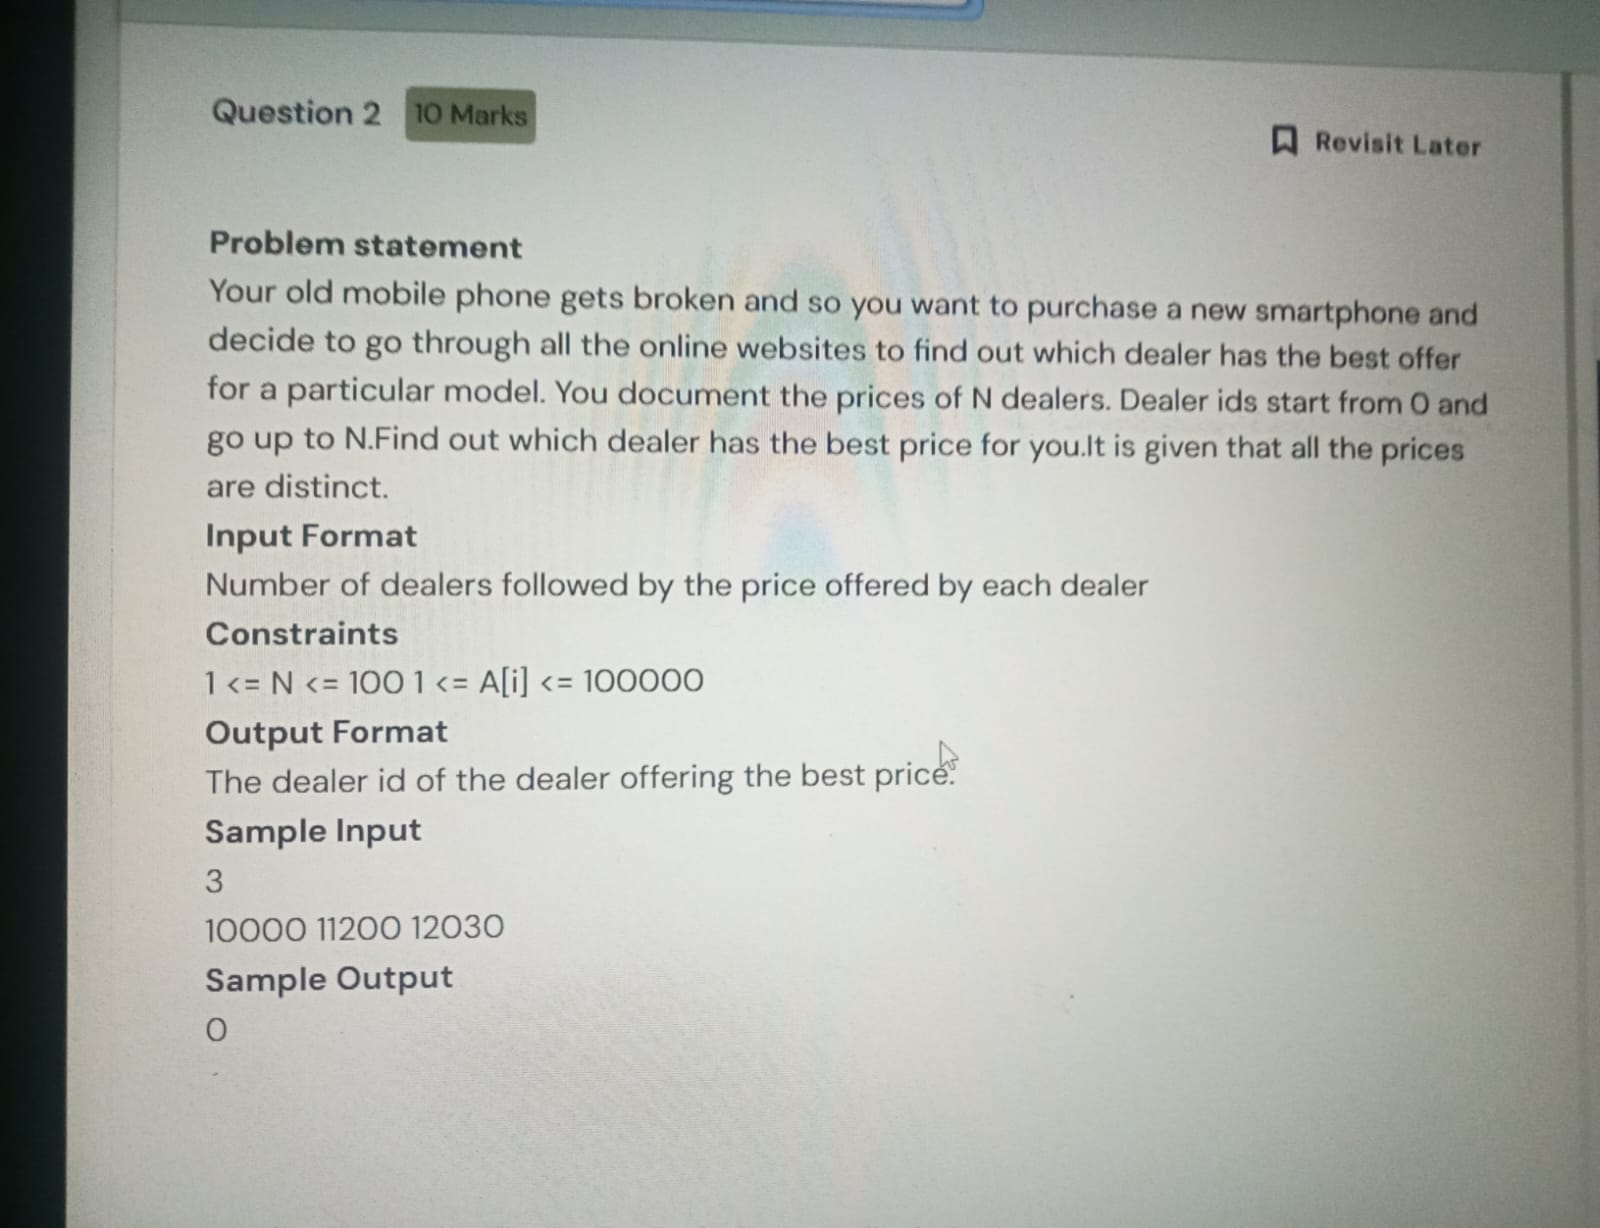 Question 2 10 Marks
Revisit Later
Problem statement
Your old mobile phone gets broken and so you want to purchase a new smartphone and
decide to go through all the online websites to find out which dealer has the best offer
for a particular model. You document the prices of N dealers. Dealer ids start from 0 and
go up to N.Find out which dealer has the best price for you.It is given that all the prices
are distinct.
Input Format
Number of dealers followed by the price offered by each dealer
Constraints
1 <= N <= 100 1 <= A[i] <= 100000
Output Format
The dealer id of the dealer offering the best price.
Sample Input
3
10000 11200 12030
Sample Output
0